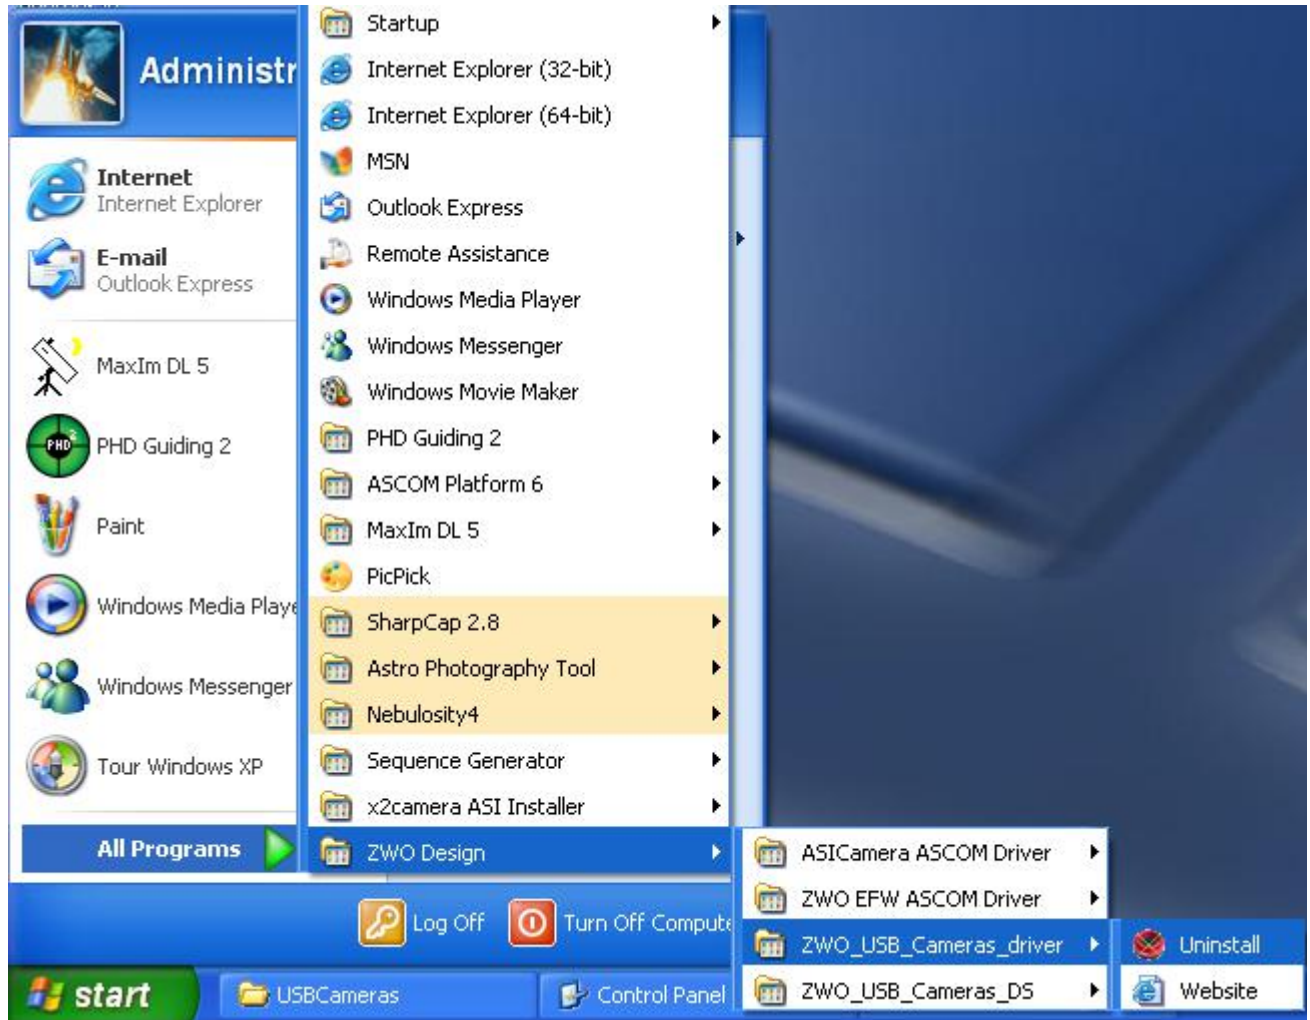 Administr
Internet
Internet Explorer
E-mail
Outlook Express
MaxIm DL 5
PHD
2
PHD Guiding 2
Paint
Windows Media Playe
Windows Messenger
Tour Windows XP
All Programs
Startup
Internet Explorer (32-bit)
Internet Explorer (64-bit)
MSN
Outlook Express
Remote Assistance
Windows Media Player
Windows Messenger
Windows Movie Maker
PHD Guiding 2
ASCOM Platform 6
MaxIm DL 5
PicPick
SharpCap 2.8
Astro Photography Tool
Nebulosity4
Sequence Generator
x2camera ASI Installer
ZWO Design
ASICamera ASCOM Driver
ZWO EFW ASCOM Driver
ZWO_USB_Cameras_driver
ZWO_USB_Cameras_DS
Uninstall
Website
Log Off
Turn Off Compute
start
USBCameras
Control Panel